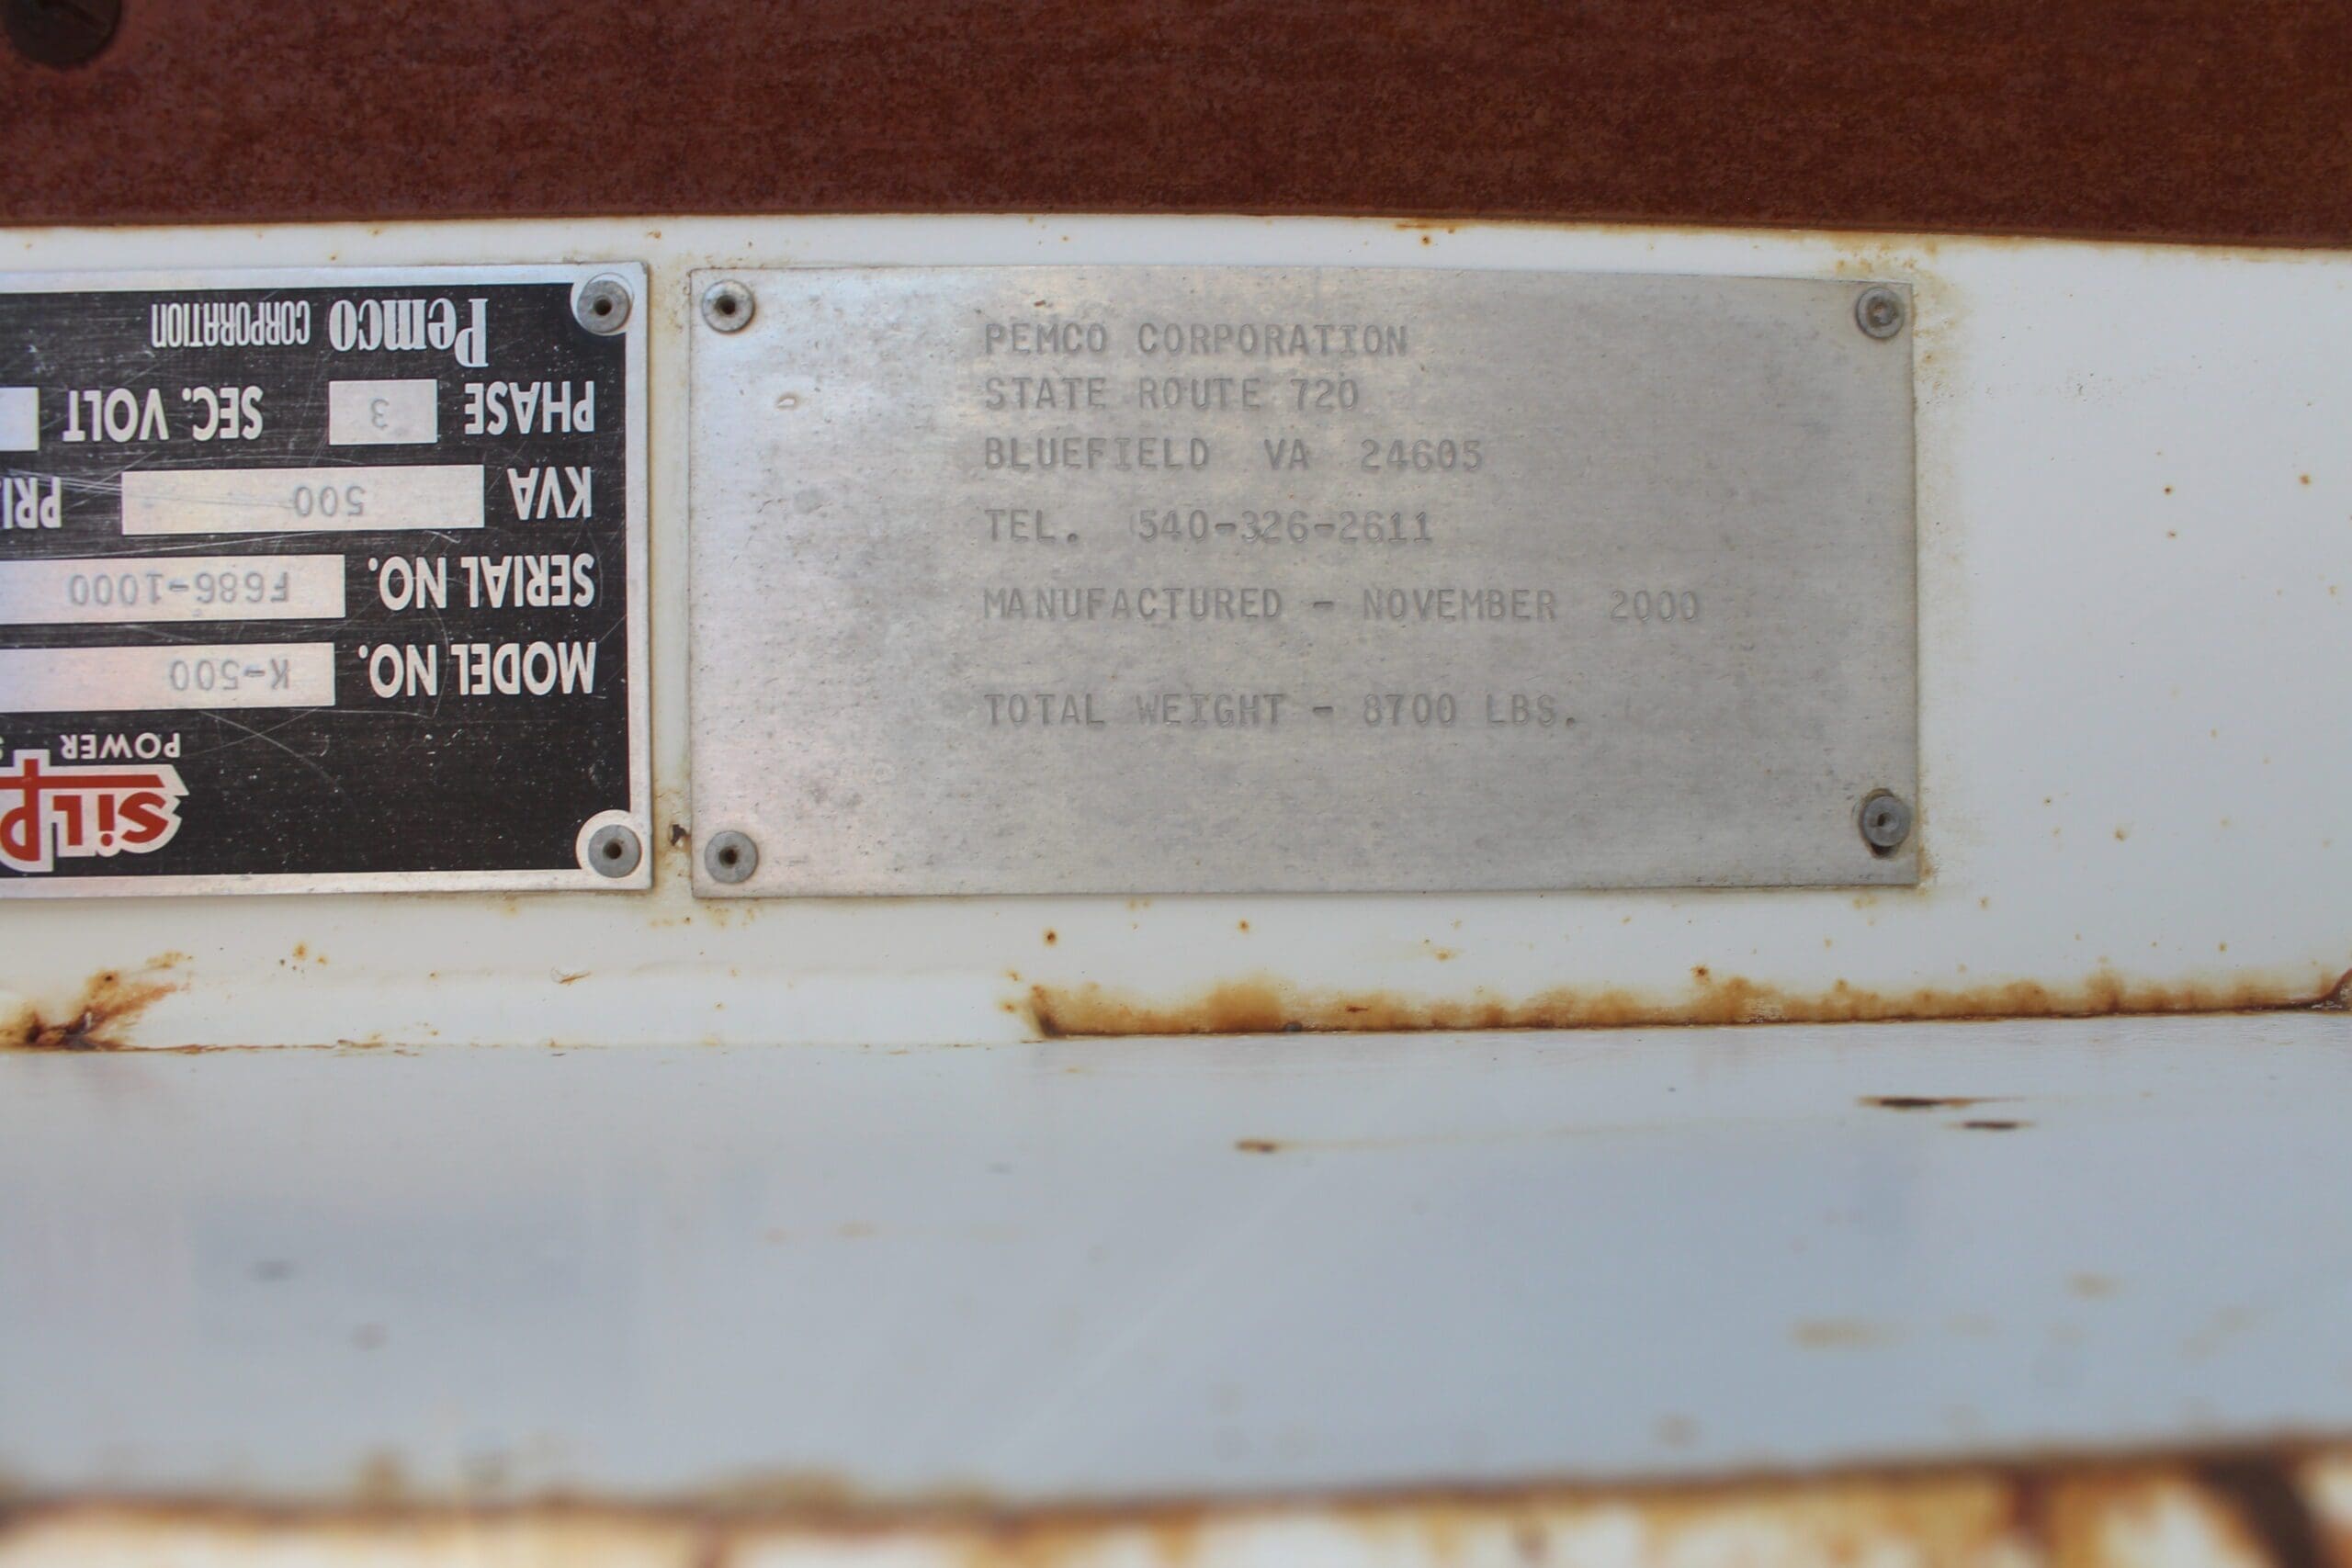 PEMCO CORPORATION
STATE ROUTE 720
BLUEFIELD VA 24605
TEL. 540-326-2611
MANUFACTURED - NOVEMBER 2000
TOTAL WEIGHT - 8700 LBS.
POWER
MODEL NO. K-500
SERIAL NO. F686-1000
KVA 500
PHASE 3 SEC. VOLT
Pemco CORPORATION